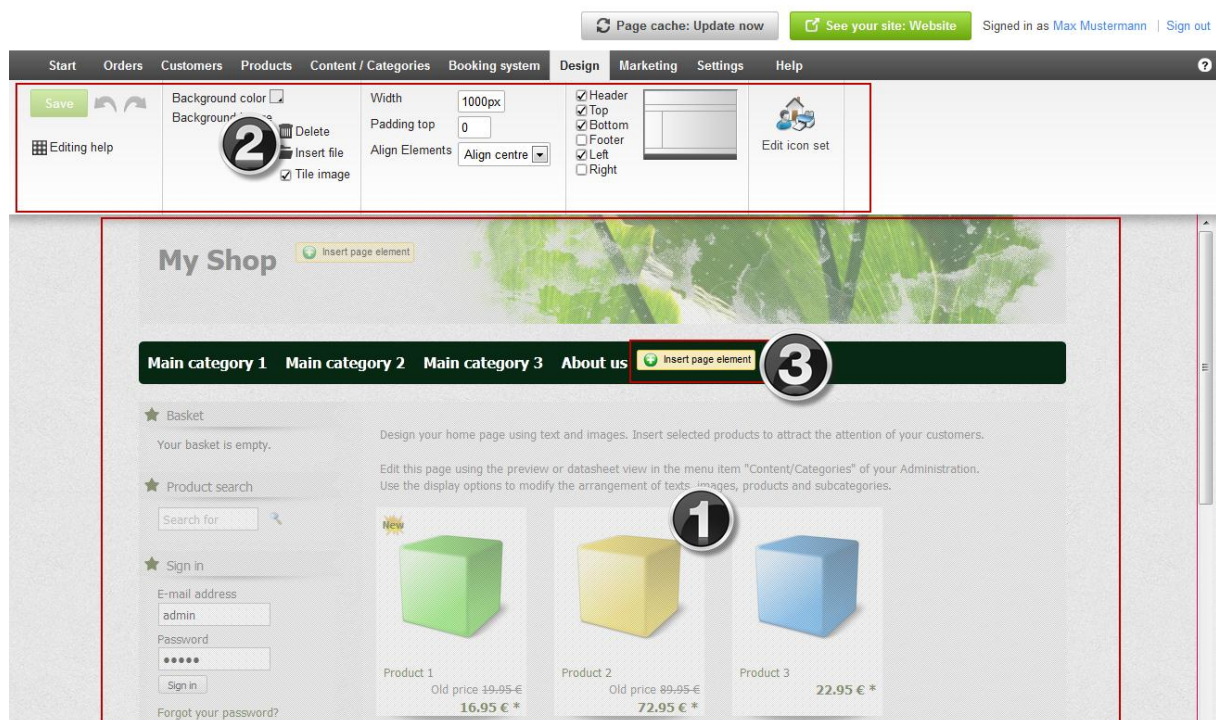 Page cache: Update now
See your site: Website
Signed in as Max Mustermann | Sign out
Start Orders Customers Products Content / Categories Booking system Design Marketing Settings Help ?
Save
Editing help
Background color
Background
2
Delete
Insert file
Tile image
Width 1000px
Padding top 0
Align Elements Align centre
Header
Top
Bottom
Footer
Left
Right
Edit icon set
My Shop
Insert page element
Main category 1 Main category 2 Main category 3 About us Insert page element
3
Basket
Your basket is empty.
Product search
Search for
Sign in
E-mail address
admin
Password
•••••
Sign in
Forgot your password?
Design your home page using text and images. Insert selected products to attract the attention of your customers.
Edit this page using the preview or datasheet view in the menu item "Content/Categories" of your Administration.
Use the display options to modify the arrangement of texts, images, products and subcategories.
1
New
Product 1
Old price 19.95 €
16.95 € *
Product 2
Old price 89.95 €
72.95 € *
Product 3
22.95 € *